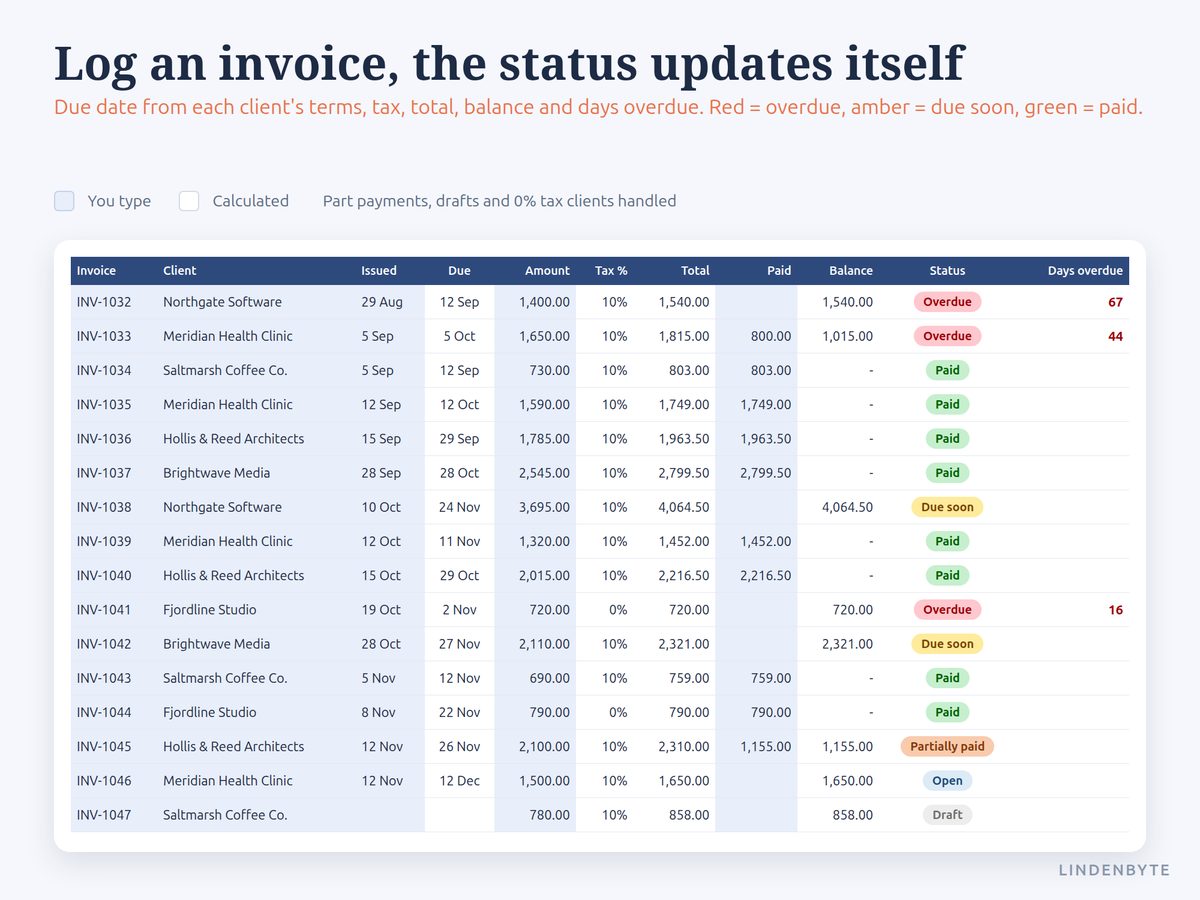 Log an invoice, the status updates itself
Due date from each client's terms, tax, total, balance and days overdue. Red = overdue, amber = due soon, green = paid.
You type Calculated Part payments, drafts and 0% tax clients handled
Invoice Client Issued Due Amount Tax % Total Paid Balance Status Days overdue
INV-1032 Northgate Software 29 Aug 12 Sep 1,400.00 10% 1,540.00 1,540.00 Overdue 67
INV-1033 Meridian Health Clinic 5 Sep 5 Oct 1,650.00 10% 1,815.00 800.00 1,015.00 Overdue 44
INV-1034 Saltmarsh Coffee Co. 5 Sep 12 Sep 730.00 10% 803.00 803.00 - Paid
INV-1035 Meridian Health Clinic 12 Sep 12 Oct 1,590.00 10% 1,749.00 1,749.00 - Paid
INV-1036 Hollis & Reed Architects 15 Sep 29 Sep 1,785.00 10% 1,963.50 1,963.50 - Paid
INV-1037 Brightwave Media 28 Sep 28 Oct 2,545.00 10% 2,799.50 2,799.50 - Paid
INV-1038 Northgate Software 10 Oct 24 Nov 3,695.00 10% 4,064.50 4,064.50 Due soon
INV-1039 Meridian Health Clinic 12 Oct 11 Nov 1,320.00 10% 1,452.00 1,452.00 - Paid
INV-1040 Hollis & Reed Architects 15 Oct 29 Oct 2,015.00 10% 2,216.50 2,216.50 - Paid
INV-1041 Fjordline Studio 19 Oct 2 Nov 720.00 0% 720.00 720.00 Overdue 16
INV-1042 Brightwave Media 28 Oct 27 Nov 2,110.00 10% 2,321.00 2,321.00 Due soon
INV-1043 Saltmarsh Coffee Co. 5 Nov 12 Nov 690.00 10% 759.00 759.00 - Paid
INV-1044 Fjordline Studio 8 Nov 22 Nov 790.00 0% 790.00 790.00 - Paid
INV-1045 Hollis & Reed Architects 12 Nov 26 Nov 2,100.00 10% 2,310.00 1,155.00 1,155.00 Partially paid
INV-1046 Meridian Health Clinic 12 Nov 12 Dec 1,500.00 10% 1,650.00 1,650.00 Open
INV-1047 Saltmarsh Coffee Co. 780.00 10% 858.00 858.00 Draft
LINDENBYTE